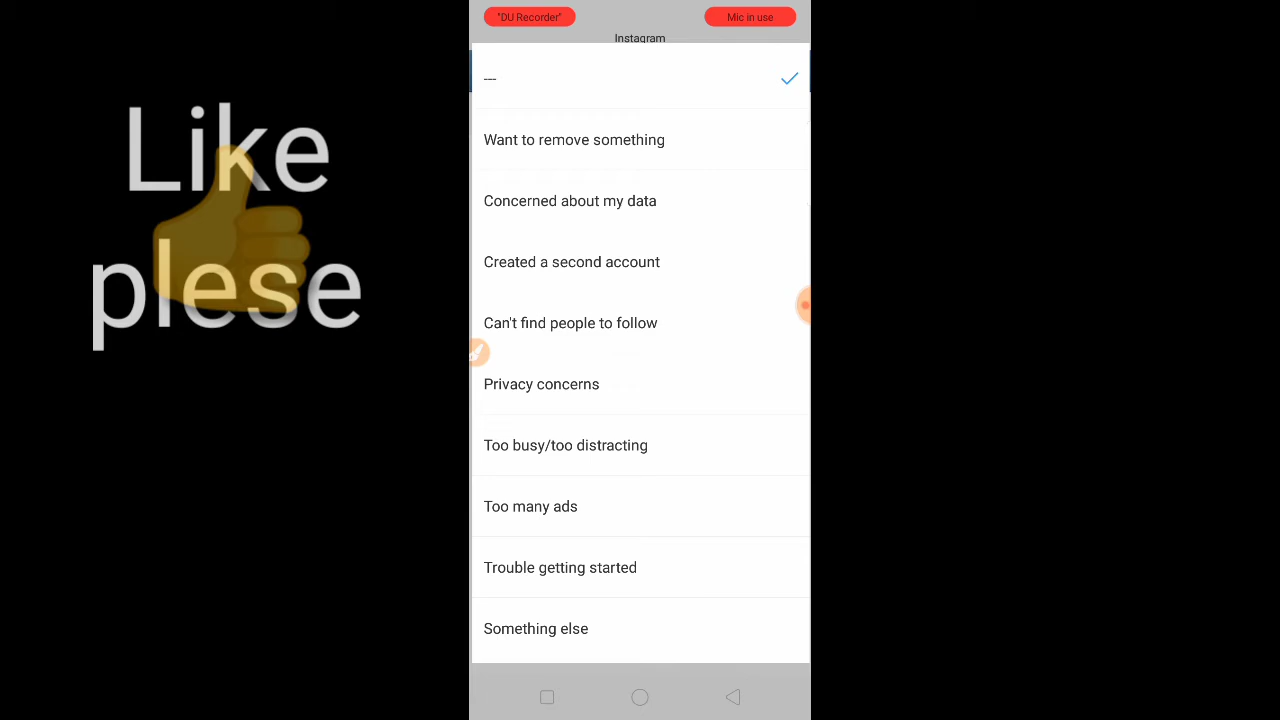 "DU Recorder"
Mic in use
Instagram
Like
plese
---
Want to remove something
Concerned about my data
Created a second account
Can't find people to follow
Privacy concerns
Too busy/too distracting
Too many ads
Trouble getting started
Something else